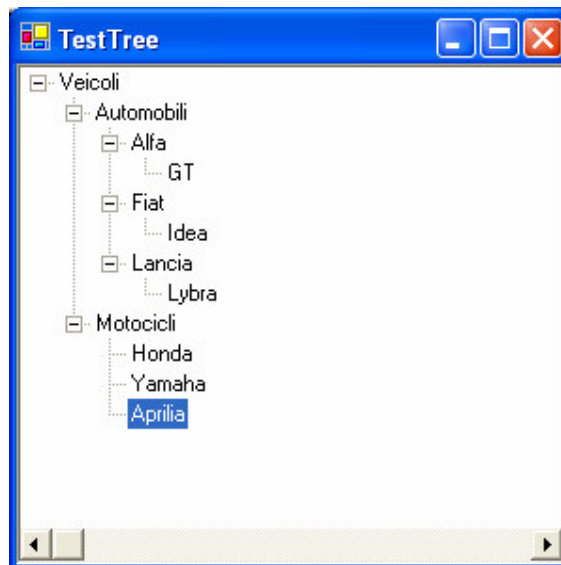 TestTree
Veicoli
Automobili
Alfa
GT
Fiat
Idea
Lancia
Lybra
Motocicli
Honda
Yamaha
Aprilia